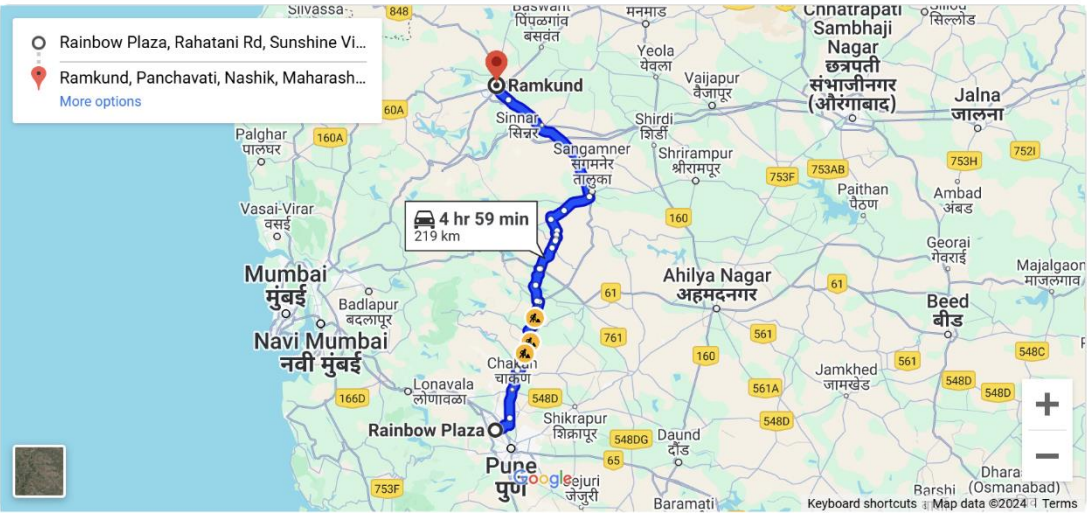 Rainbow Plaza, Rahatani Rd, Sunshine Vi...
Ramkund, Panchavati, Nashik, Maharash...
More options
Silvassa
848
पिंपळगांव
बसवंत
मनमाड
Chhatrapati
Sambhaji
Nagar
छत्रपती
संभाजीनगर
(औरंगाबाद)
सिल्लोड
Yeola
येवला
Vaijapur
वैजापूर
Jalna
जालना
Ramkund
60A
Sinnar
सिन्नर
Shirdi
शिर्डी
Palghar
पालघर
160A
Sangamner
संगमनेर
तालुका
Shrirampur
श्रीरामपूर
753F
753AB
753H
752I
Paithan
पैठण
Ambad
अंबड
Vasai-Virar
वसई-
4 hr 59 min
219 km
160
Georai
गेवराई
Mumbai
मुंबई
Badlapur
बदलापूर
Ahilya Nagar
अहमदनगर
61
61
Majalgaon
माजलगाव
Beed
बीड
Navi Mumbai
नवी मुंबई
761
561
160
561
548C
Chakan
चाकण
Jamkhed
जामखेड
Lonavala
लोणावळा
166D
548D
561A
548D
548D
548D
Rainbow Plaza
Shikrapur
शिक्रापूर
548DG
Daund
दौंड
65
Pune
पुणे
Google
Jejuri
जेजुरी
753F
Baramati
Barshi
Dhara
(Osmanabad)
Keyboard shortcuts
Map data ©2024
Terms